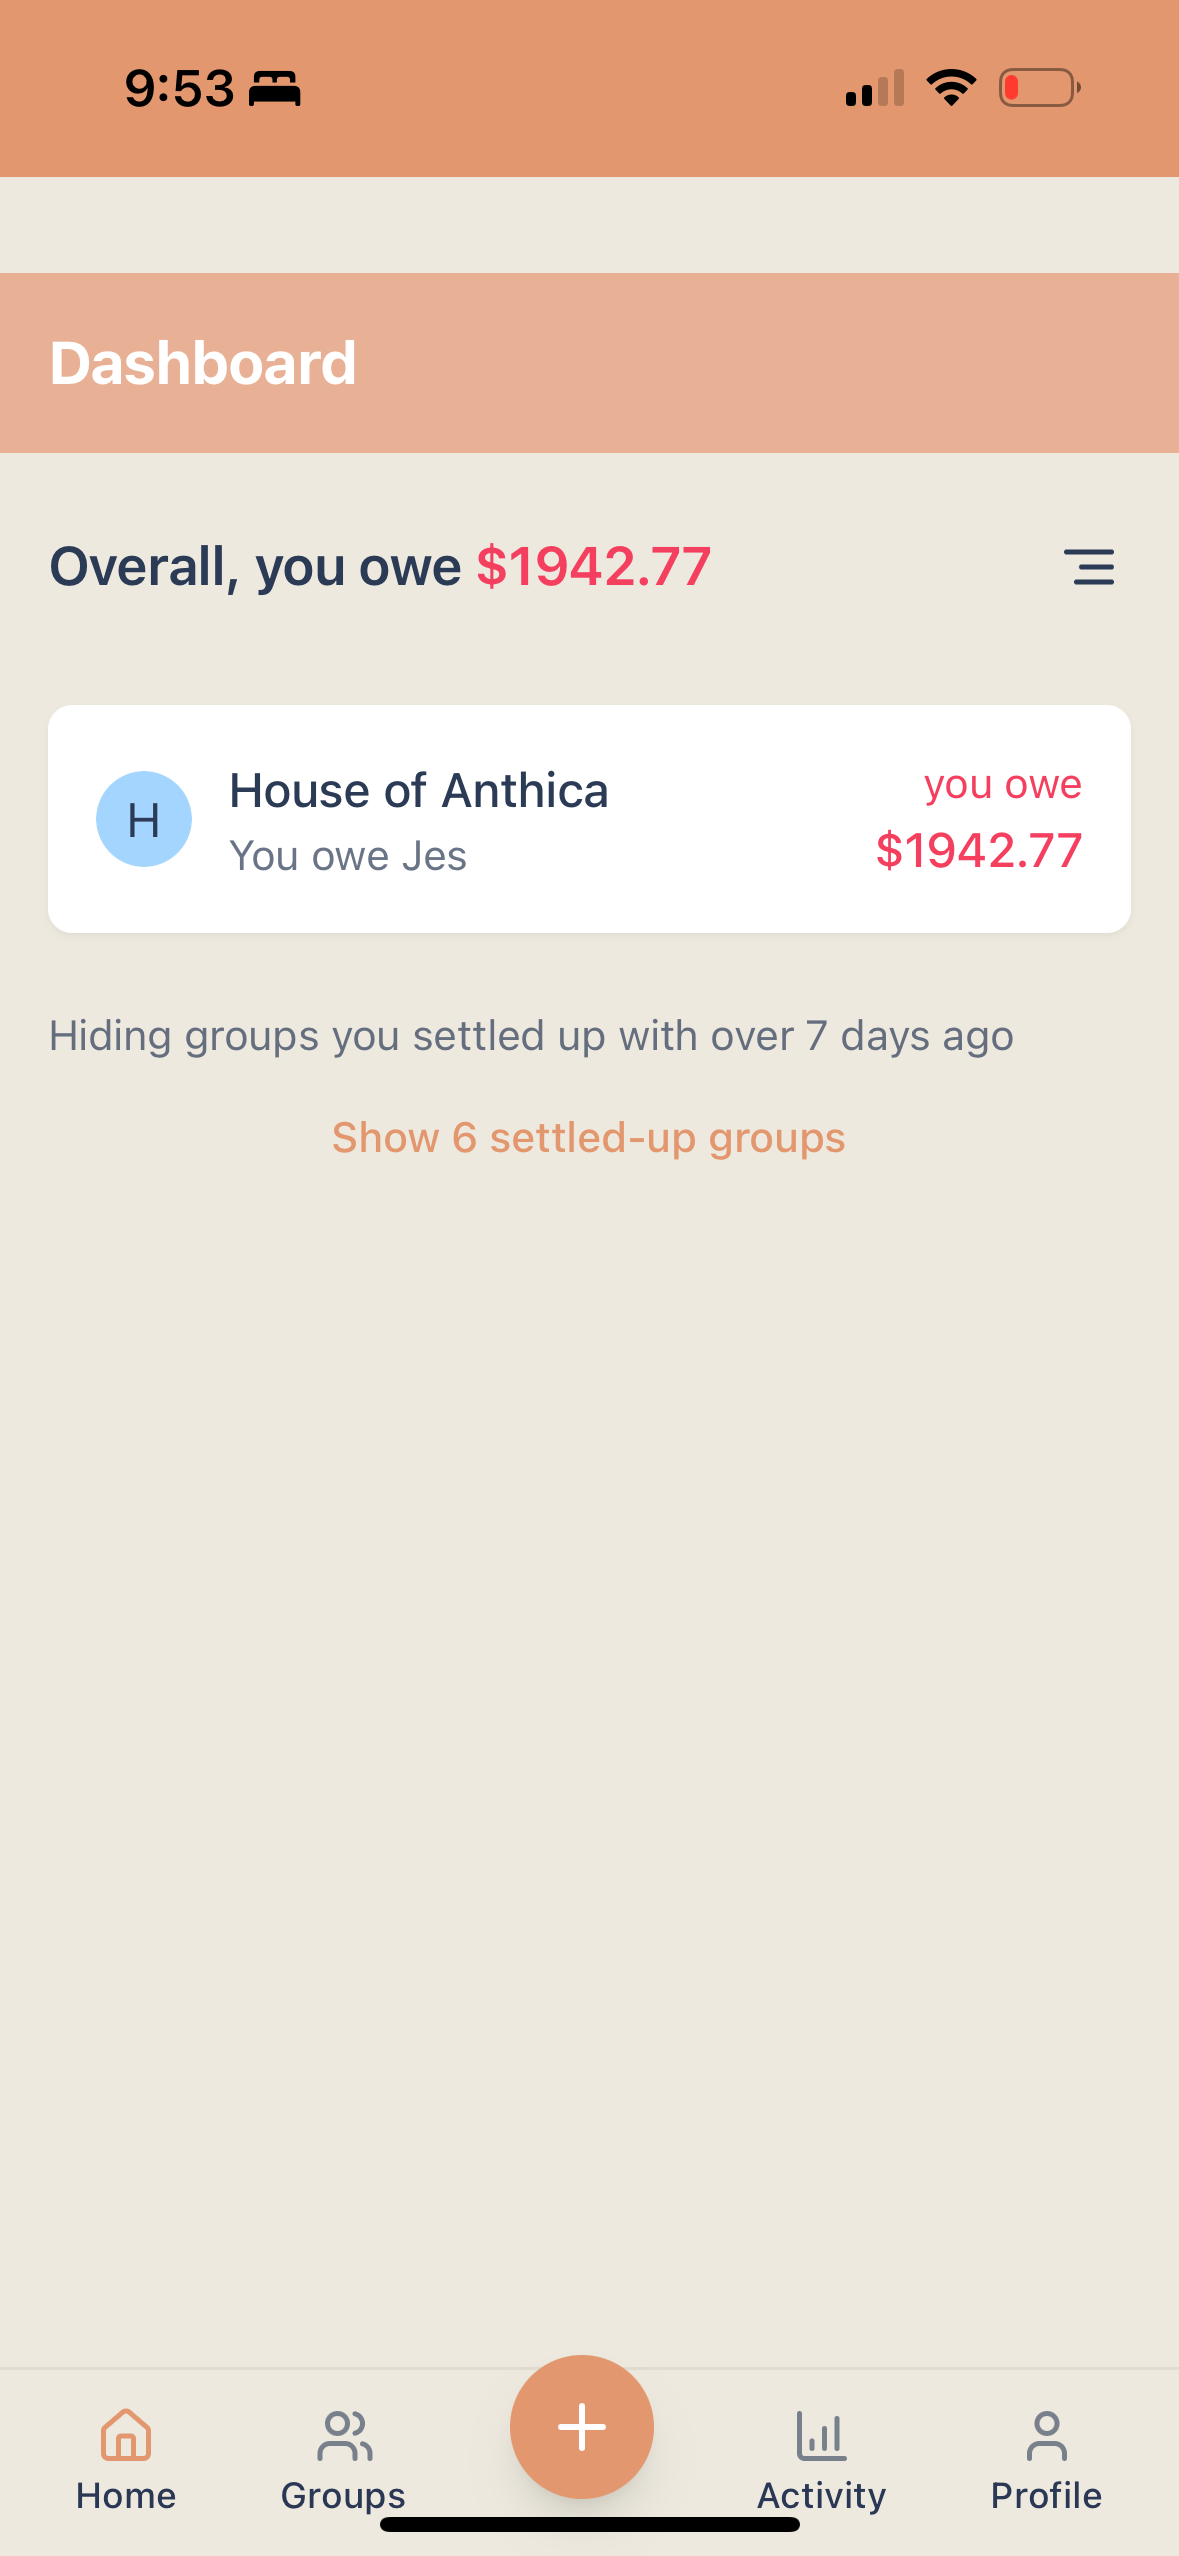 9:53
Dashboard
Overall, you owe $1942.77
H
House of Anthica
you owe
You owe Jes
$1942.77
Hiding groups you settled up with over 7 days ago
Show 6 settled-up groups
Home
Groups
Activity
Profile